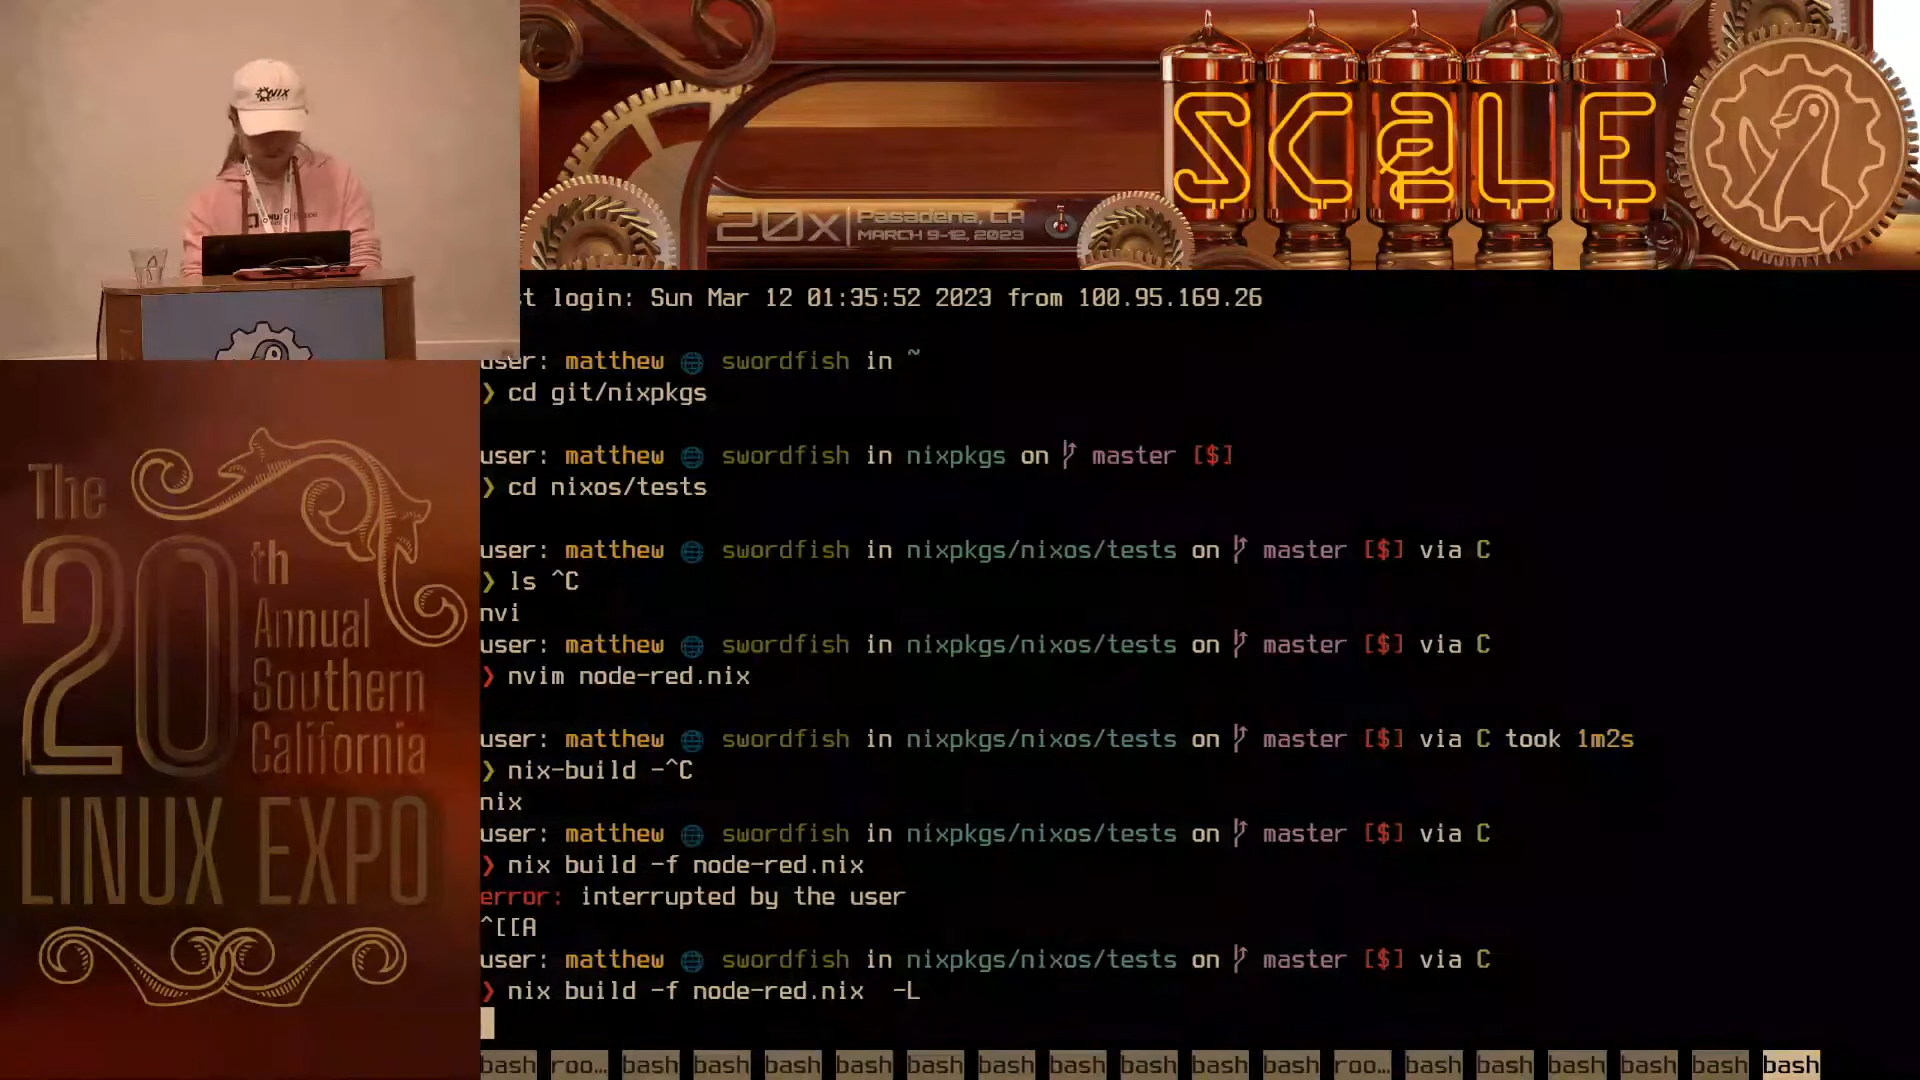 NIX
SCaLE
20x Pasadena, CA
MARCH 9-12, 2023
The
20th
Annual
Southern
California
LINUX EXPO
t login: Sun Mar 12 01:35:52 2023 from 100.95.169.26
user: matthew swordfish in ~
❯ cd git/nixpkgs
user: matthew swordfish in nixpkgs on master [$]
❯ cd nixos/tests
user: matthew swordfish in nixpkgs/nixos/tests on master [$] via C
❯ ls ^C
nvi
user: matthew swordfish in nixpkgs/nixos/tests on master [$] via C
❯ nvim node-red.nix
user: matthew swordfish in nixpkgs/nixos/tests on master [$] via C took 1m2s
❯ nix-build -^C
nix
user: matthew swordfish in nixpkgs/nixos/tests on master [$] via C
❯ nix build -f node-red.nix
error: interrupted by the user
^[[A
user: matthew swordfish in nixpkgs/nixos/tests on master [$] via C
❯ nix build -f node-red.nix  -L
bash roo… bash bash bash bash bash bash bash bash bash bash roo… bash bash bash bash bash bash